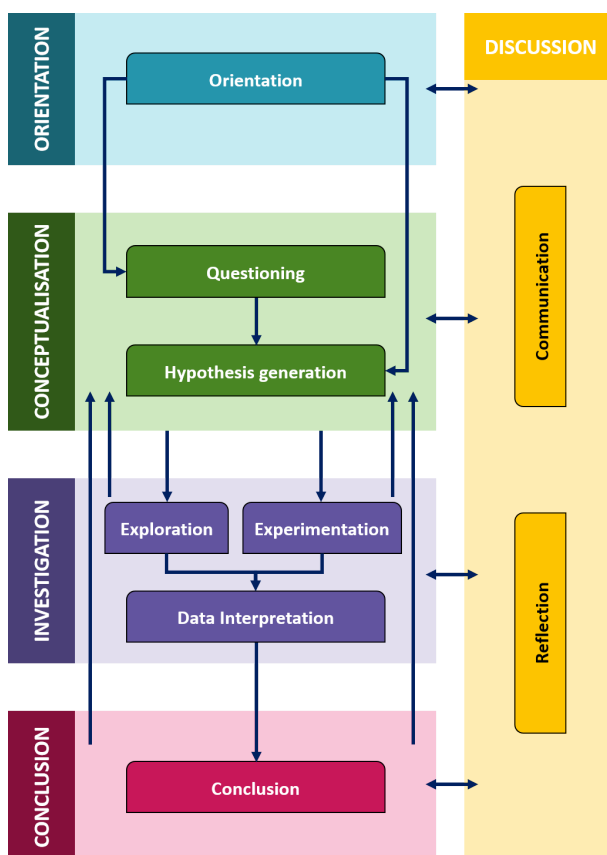 ORIENTATION
Orientation
DISCUSSION
CONCEPTUALISATION
Questioning
Hypothesis generation
Communication
INVESTIGATION
Exploration
Experimentation
Data Interpretation
Reflection
CONCLUSION
Conclusion